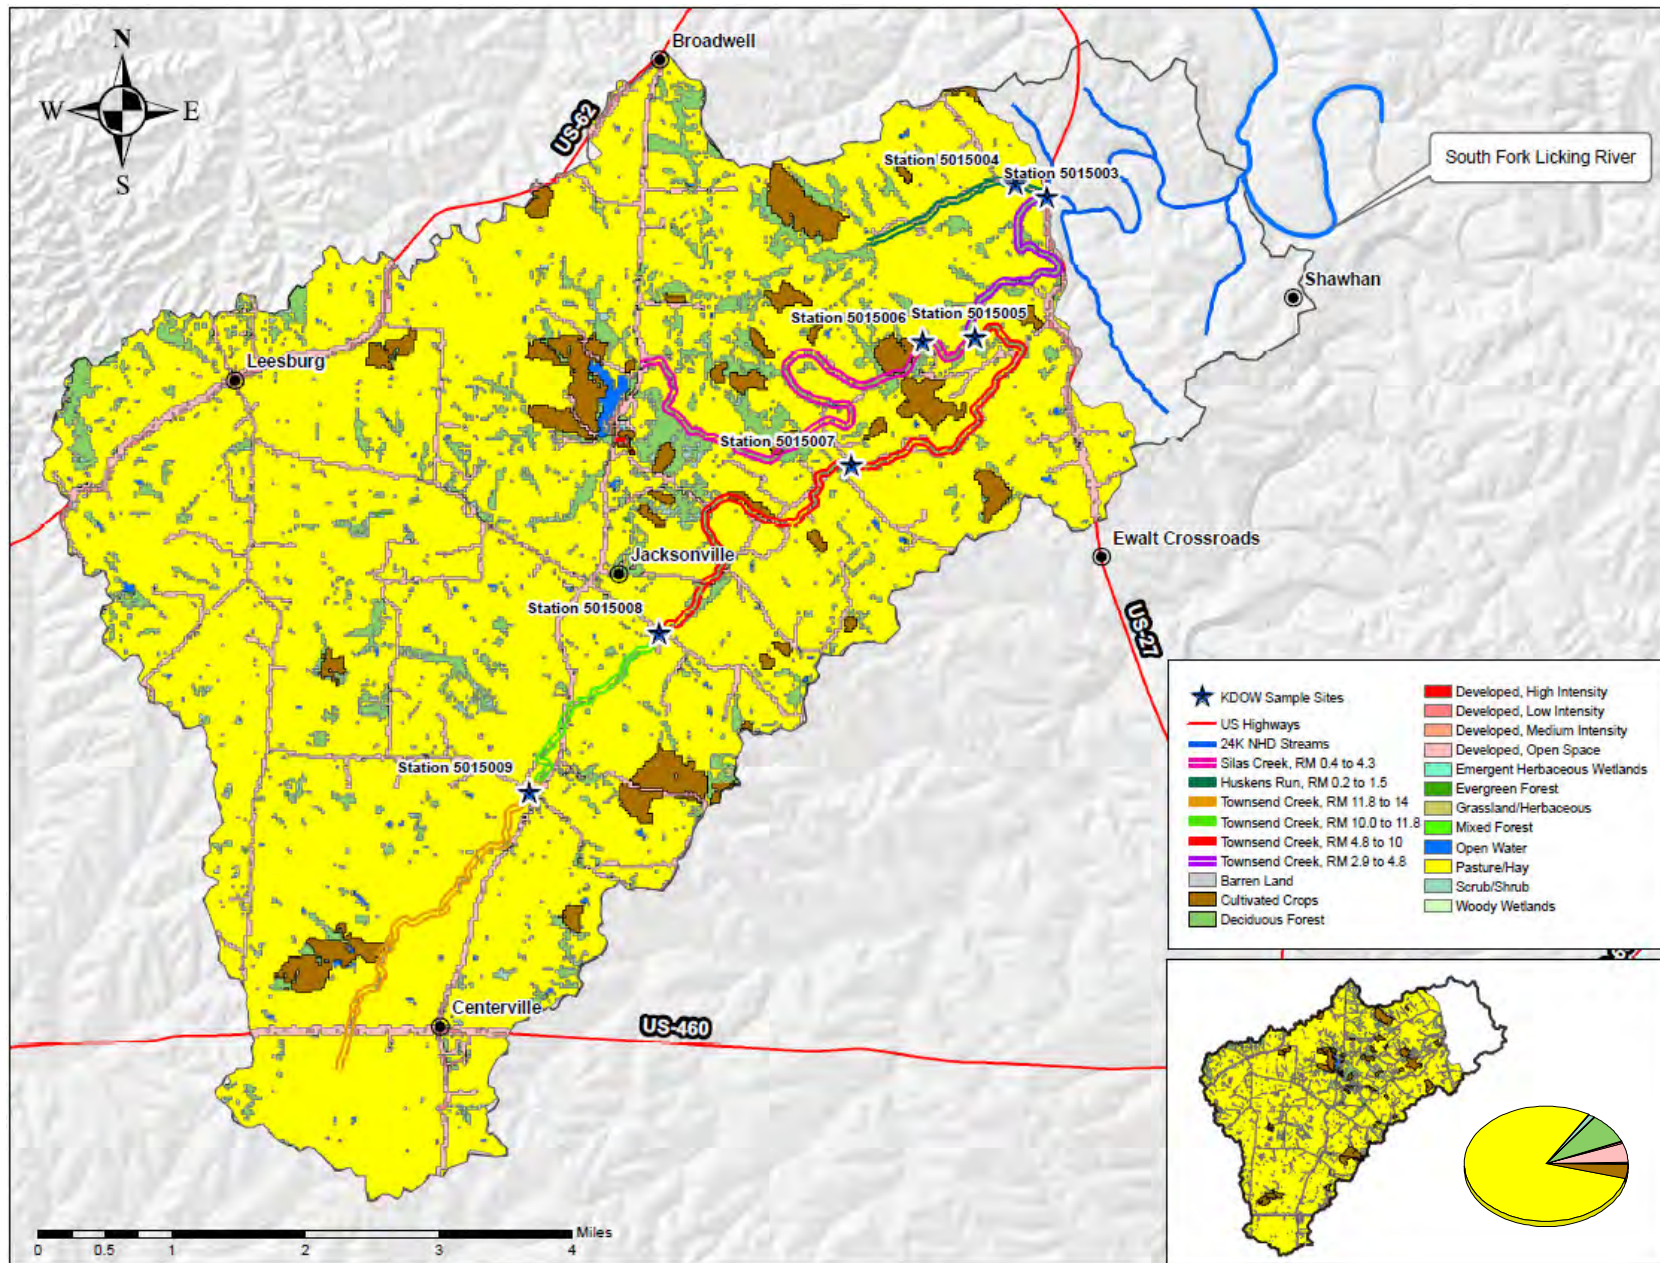 N
W E
S
Broadwell
US-62
Station 5015004
Station 5015003
South Fork Licking River
Shawhan
Station 5015006 Station 5015005
Leesburg
Station 5015007
Ewalt Crossroads
Jacksonville
Station 5015008
US-27
Station 5015009
Centerville
US-460
KDOW Sample Sites
US Highways
24K NHD Streams
Silas Creek, RM 0.4 to 4.3
Huskens Run, RM 0.2 to 1.5
Townsend Creek, RM 11.8 to 14
Townsend Creek, RM 10.0 to 11.8
Townsend Creek, RM 4.8 to 10
Townsend Creek, RM 2.9 to 4.8
Barren Land
Cultivated Crops
Deciduous Forest
Developed, High Intensity
Developed, Low Intensity
Developed, Medium Intensity
Developed, Open Space
Emergent Herbaceous Wetlands
Evergreen Forest
Grassland/Herbaceous
Mixed Forest
Open Water
Pasture/Hay
Scrub/Shrub
Woody Wetlands
Miles
0 0.5 1 2 3 4